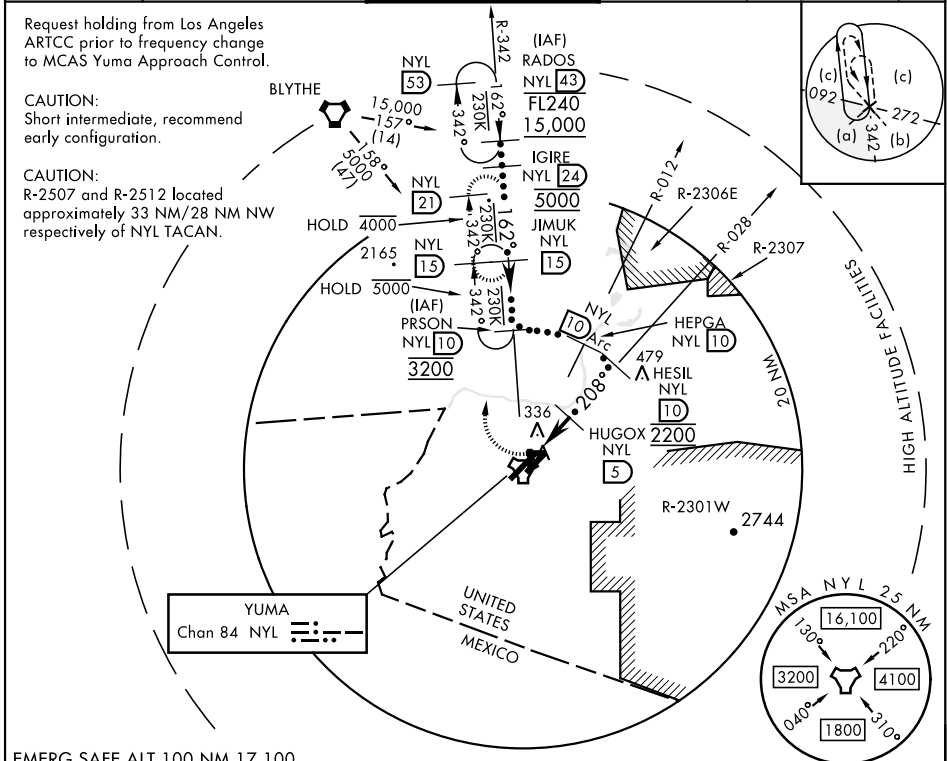 Request holding from Los Angeles
ARTCC prior to frequency change
to MCAS Yuma Approach Control.
CAUTION:
Short intermediate, recommend
early configuration.
CAUTION:
R-2507 and R-2512 located
approximately 33 NM/28 NM NW
respectively of NYL TACAN.
BLYTHE
15,000
157°
(14)
158°
5000
(47)
R-342
NYL
53
162°
230K
342°
(IAF)
RADOS
NYL 43
FL240
15,000
IGIRE
NYL 24
5000
NYL
21
230K
342°
162°
HOLD 4000
JIMUK
NYL
15
2165
NYL
15
HOLD 5000
230K
342°
(IAF)
PRSON
NYL 10
3200
NYL
10 Arc
HEPGA
NYL 10
R-012
R-2306E
R-028
R-2307
479
HESIL
NYL
10
2200
208°
336
HUGOX
NYL
5
20 NM
HIGH ALTITUDE FACILITIES
R-2301W
2744
(c)
(c)
092
272
(a)
(b)
342
YUMA
Chan 84 NYL
UNITED
STATES
MEXICO
MSA NYL 25 NM
16,100
130°
220°
3200
4100
040°
310°
1800
EMERG SAFE ALT 100 NM 17,100